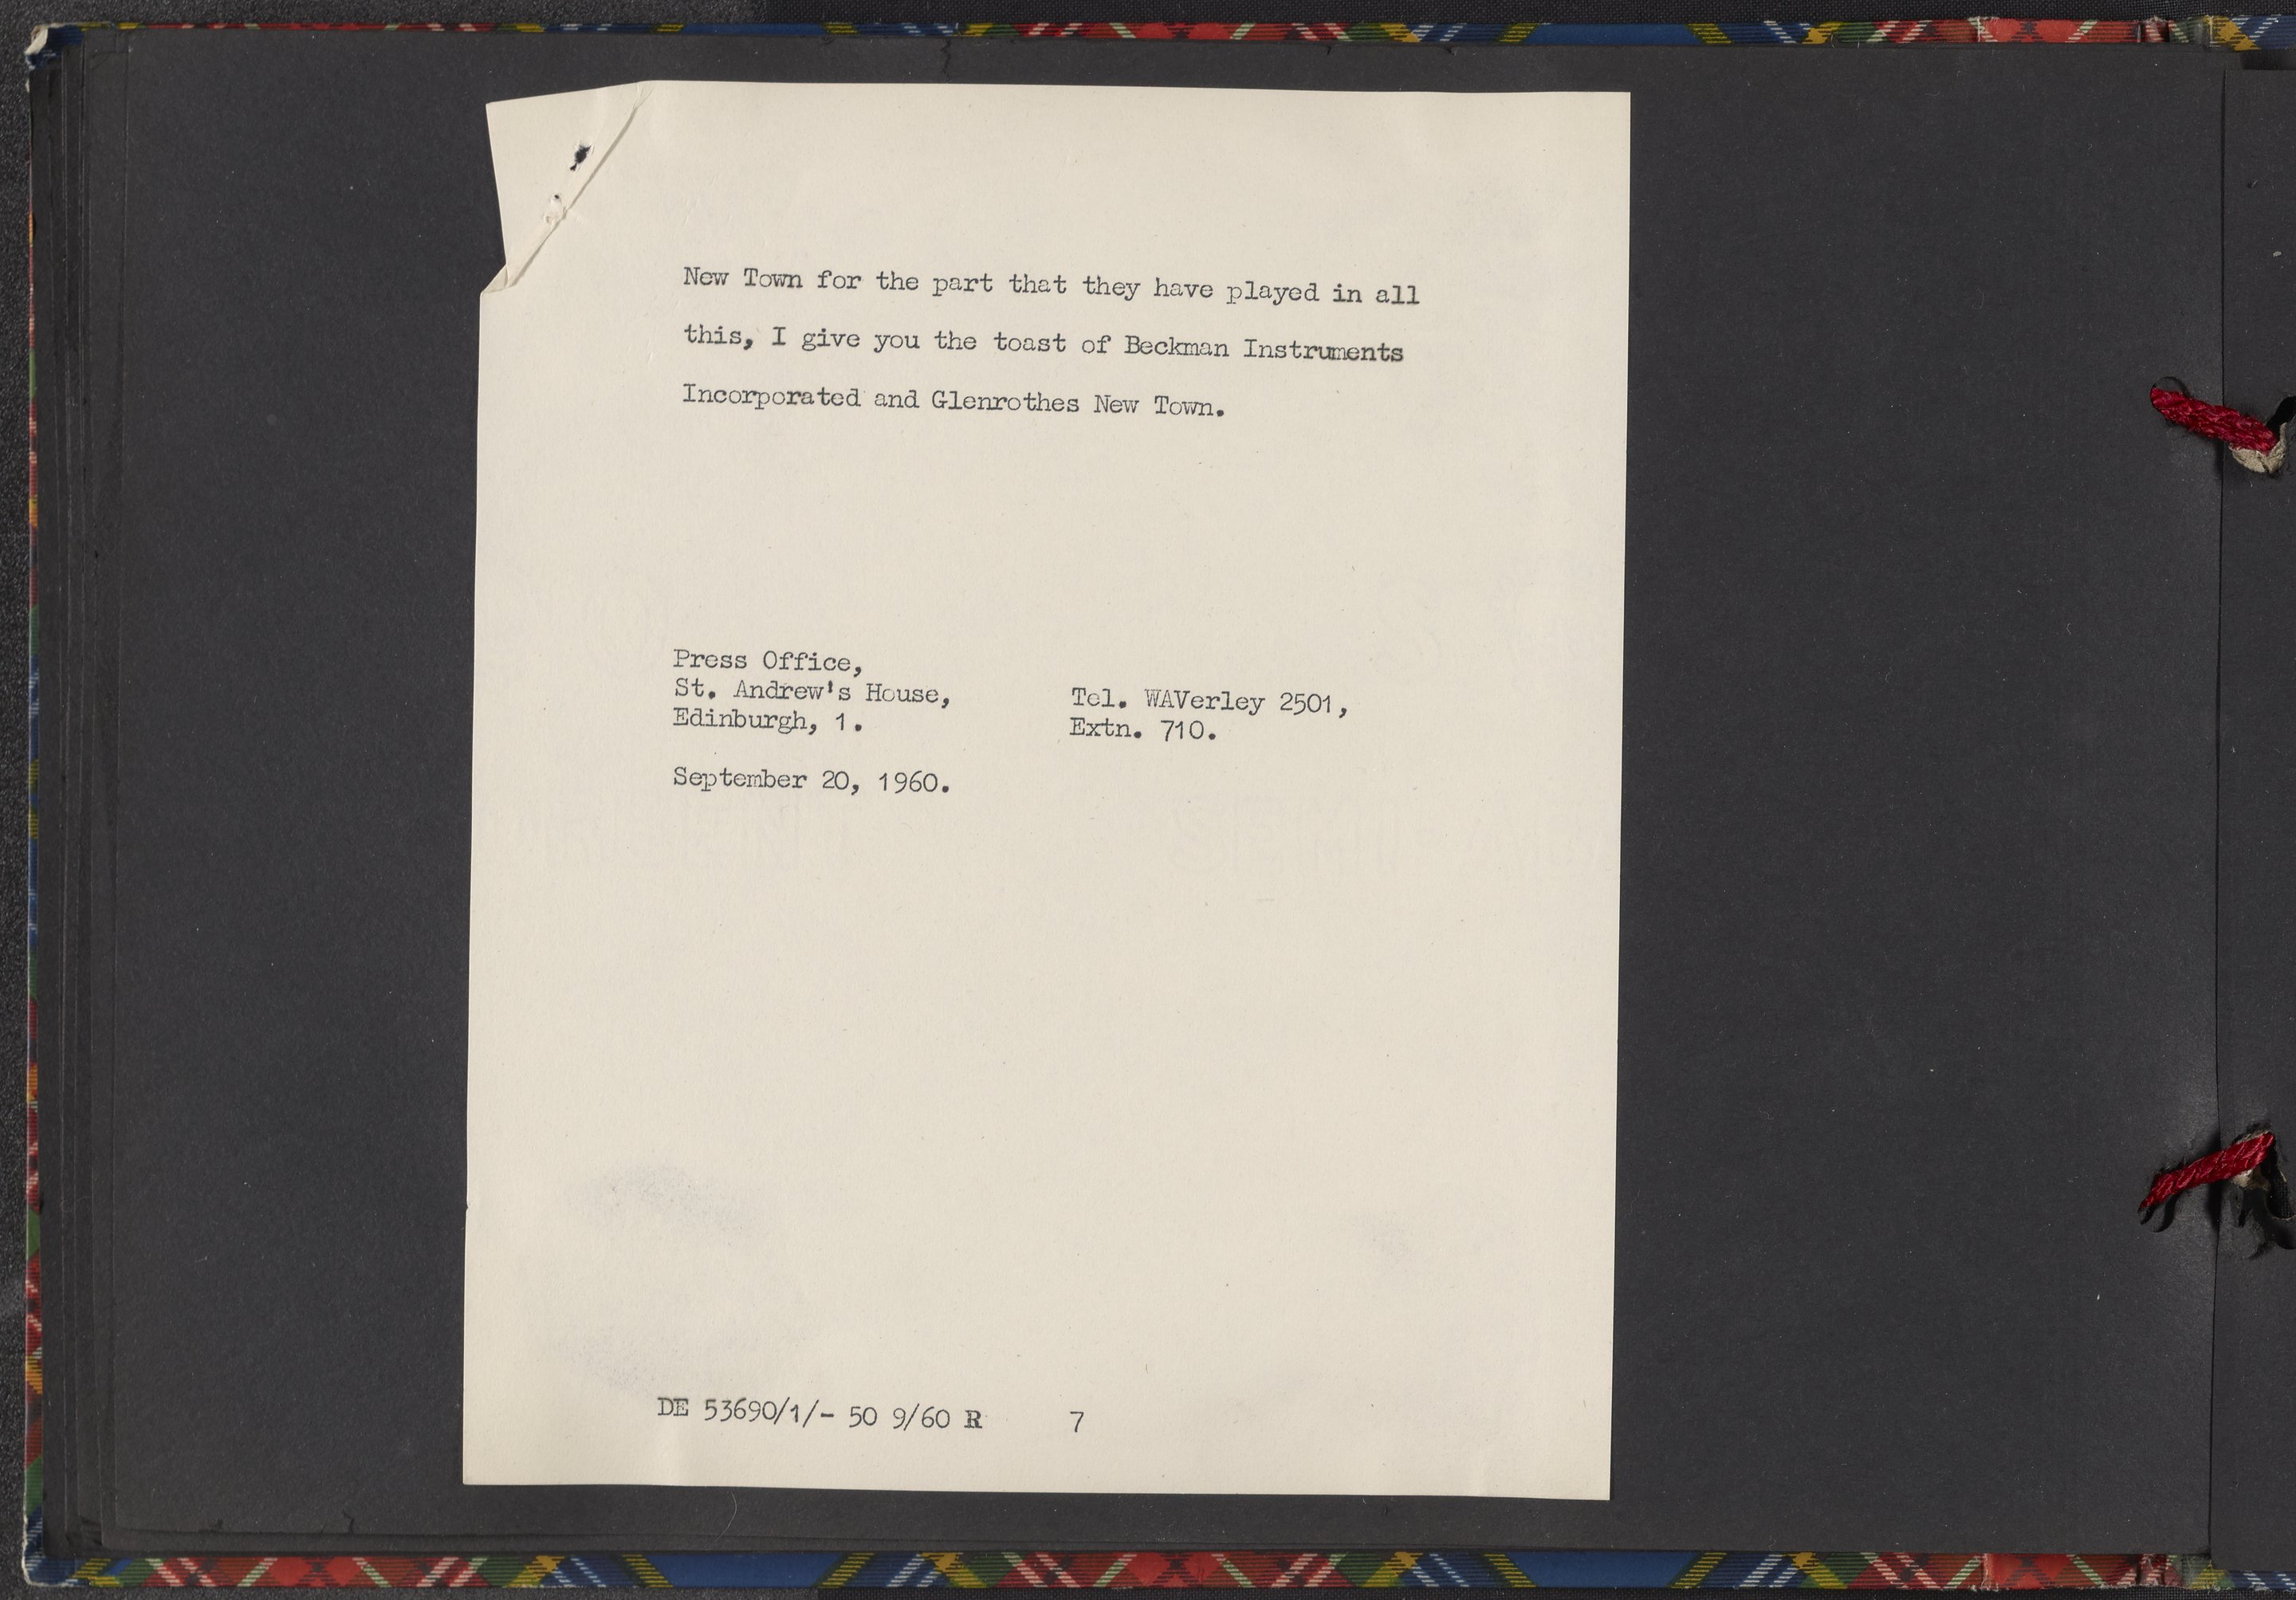 New Town for the part that they have played in all
this, I give you the toast of Beckman Instruments
Incorporated and Glenrothes New Town.
Press Office,
St. Andrew's House,
Edinburgh, 1.
Tel. WAVerley 2501,
Extn. 710.
September 20, 1960.
DE 53690/1/- 50 9/60 R 7